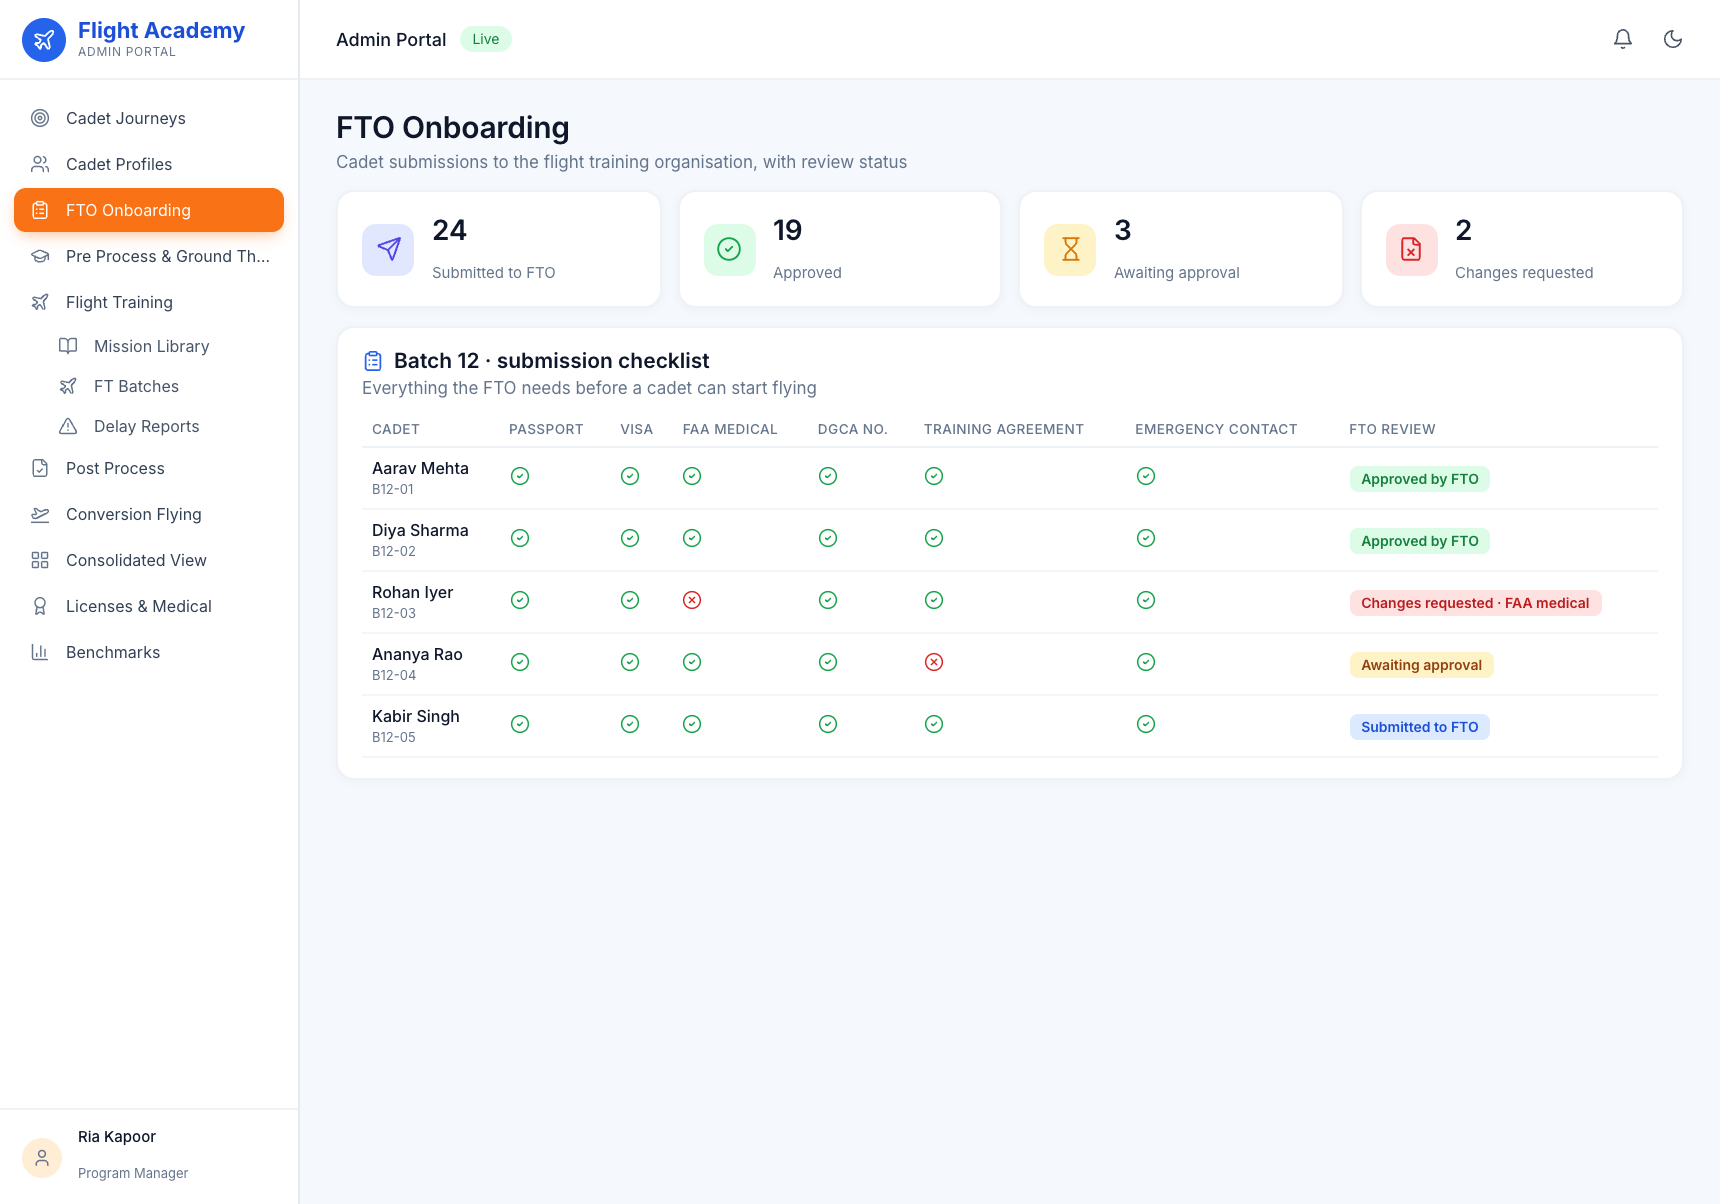 Flight Academy
ADMIN PORTAL
Admin Portal
Live
Cadet Journeys
Cadet Profiles
FTO Onboarding
Pre Process & Ground Th...
Flight Training
Mission Library
FT Batches
Delay Reports
Post Process
Conversion Flying
Consolidated View
Licenses & Medical
Benchmarks
Ria Kapoor
Program Manager
FTO Onboarding
Cadet submissions to the flight training organisation, with review status
24
Submitted to FTO
19
Approved
3
Awaiting approval
2
Changes requested
Batch 12 · submission checklist
Everything the FTO needs before a cadet can start flying
CADET PASSPORT VISA FAA MEDICAL DGCA NO. TRAINING AGREEMENT EMERGENCY CONTACT FTO REVIEW
Aarav Mehta
B12-01
Approved by FTO
Diya Sharma
B12-02
Approved by FTO
Rohan Iyer
B12-03
Changes requested · FAA medical
Ananya Rao
B12-04
Awaiting approval
Kabir Singh
B12-05
Submitted to FTO